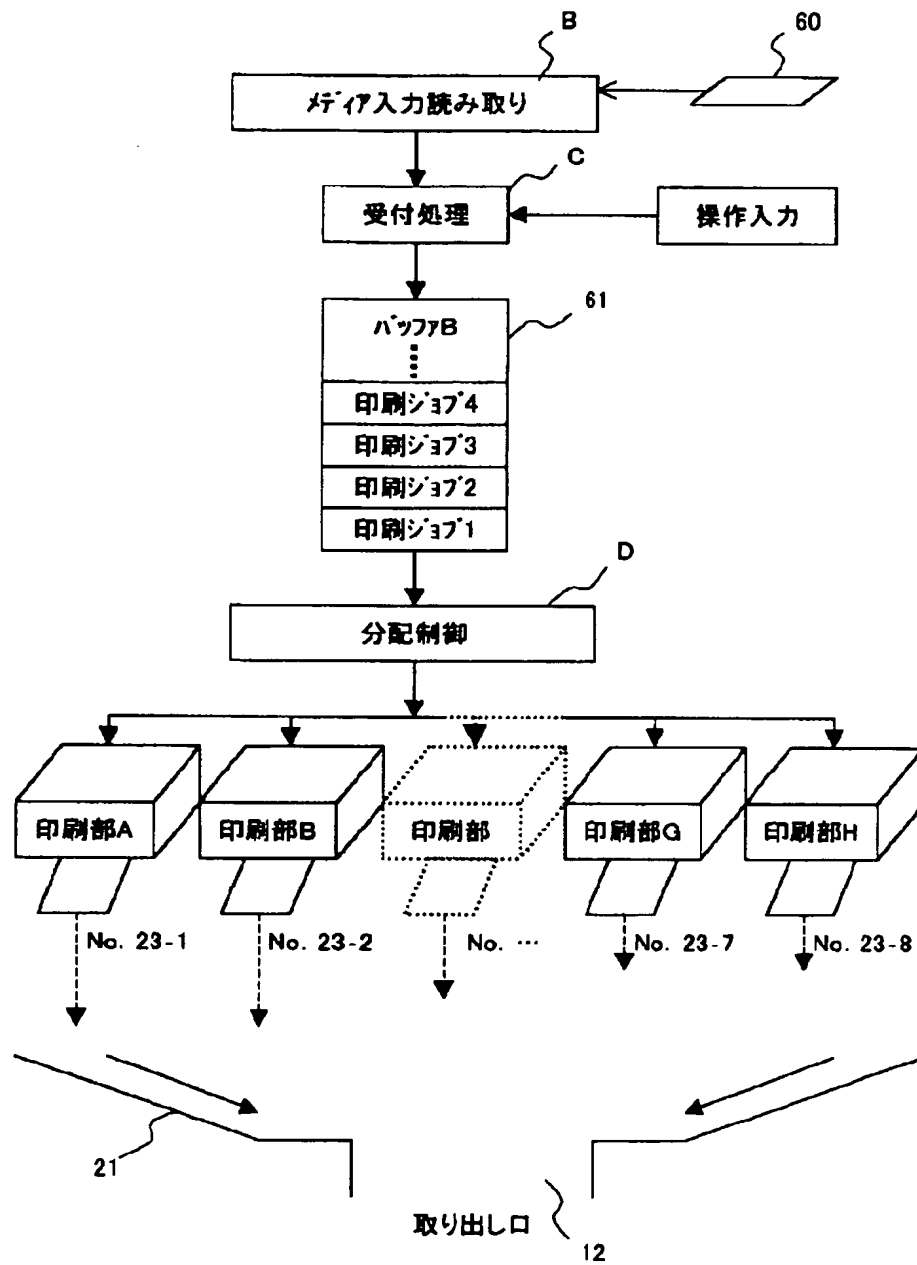 B
60
メディア入力読み取り
C
受付処理
操作入力
61
バッファB
印刷ジョブ4
印刷ジョブ3
印刷ジョブ2
印刷ジョブ1
D
分配制御
印刷部A
印刷部B
印刷部
印刷部G
印刷部H
No. 23-1
No. 23-2
No. …
No. 23-7
No. 23-8
21
取り出し口
12